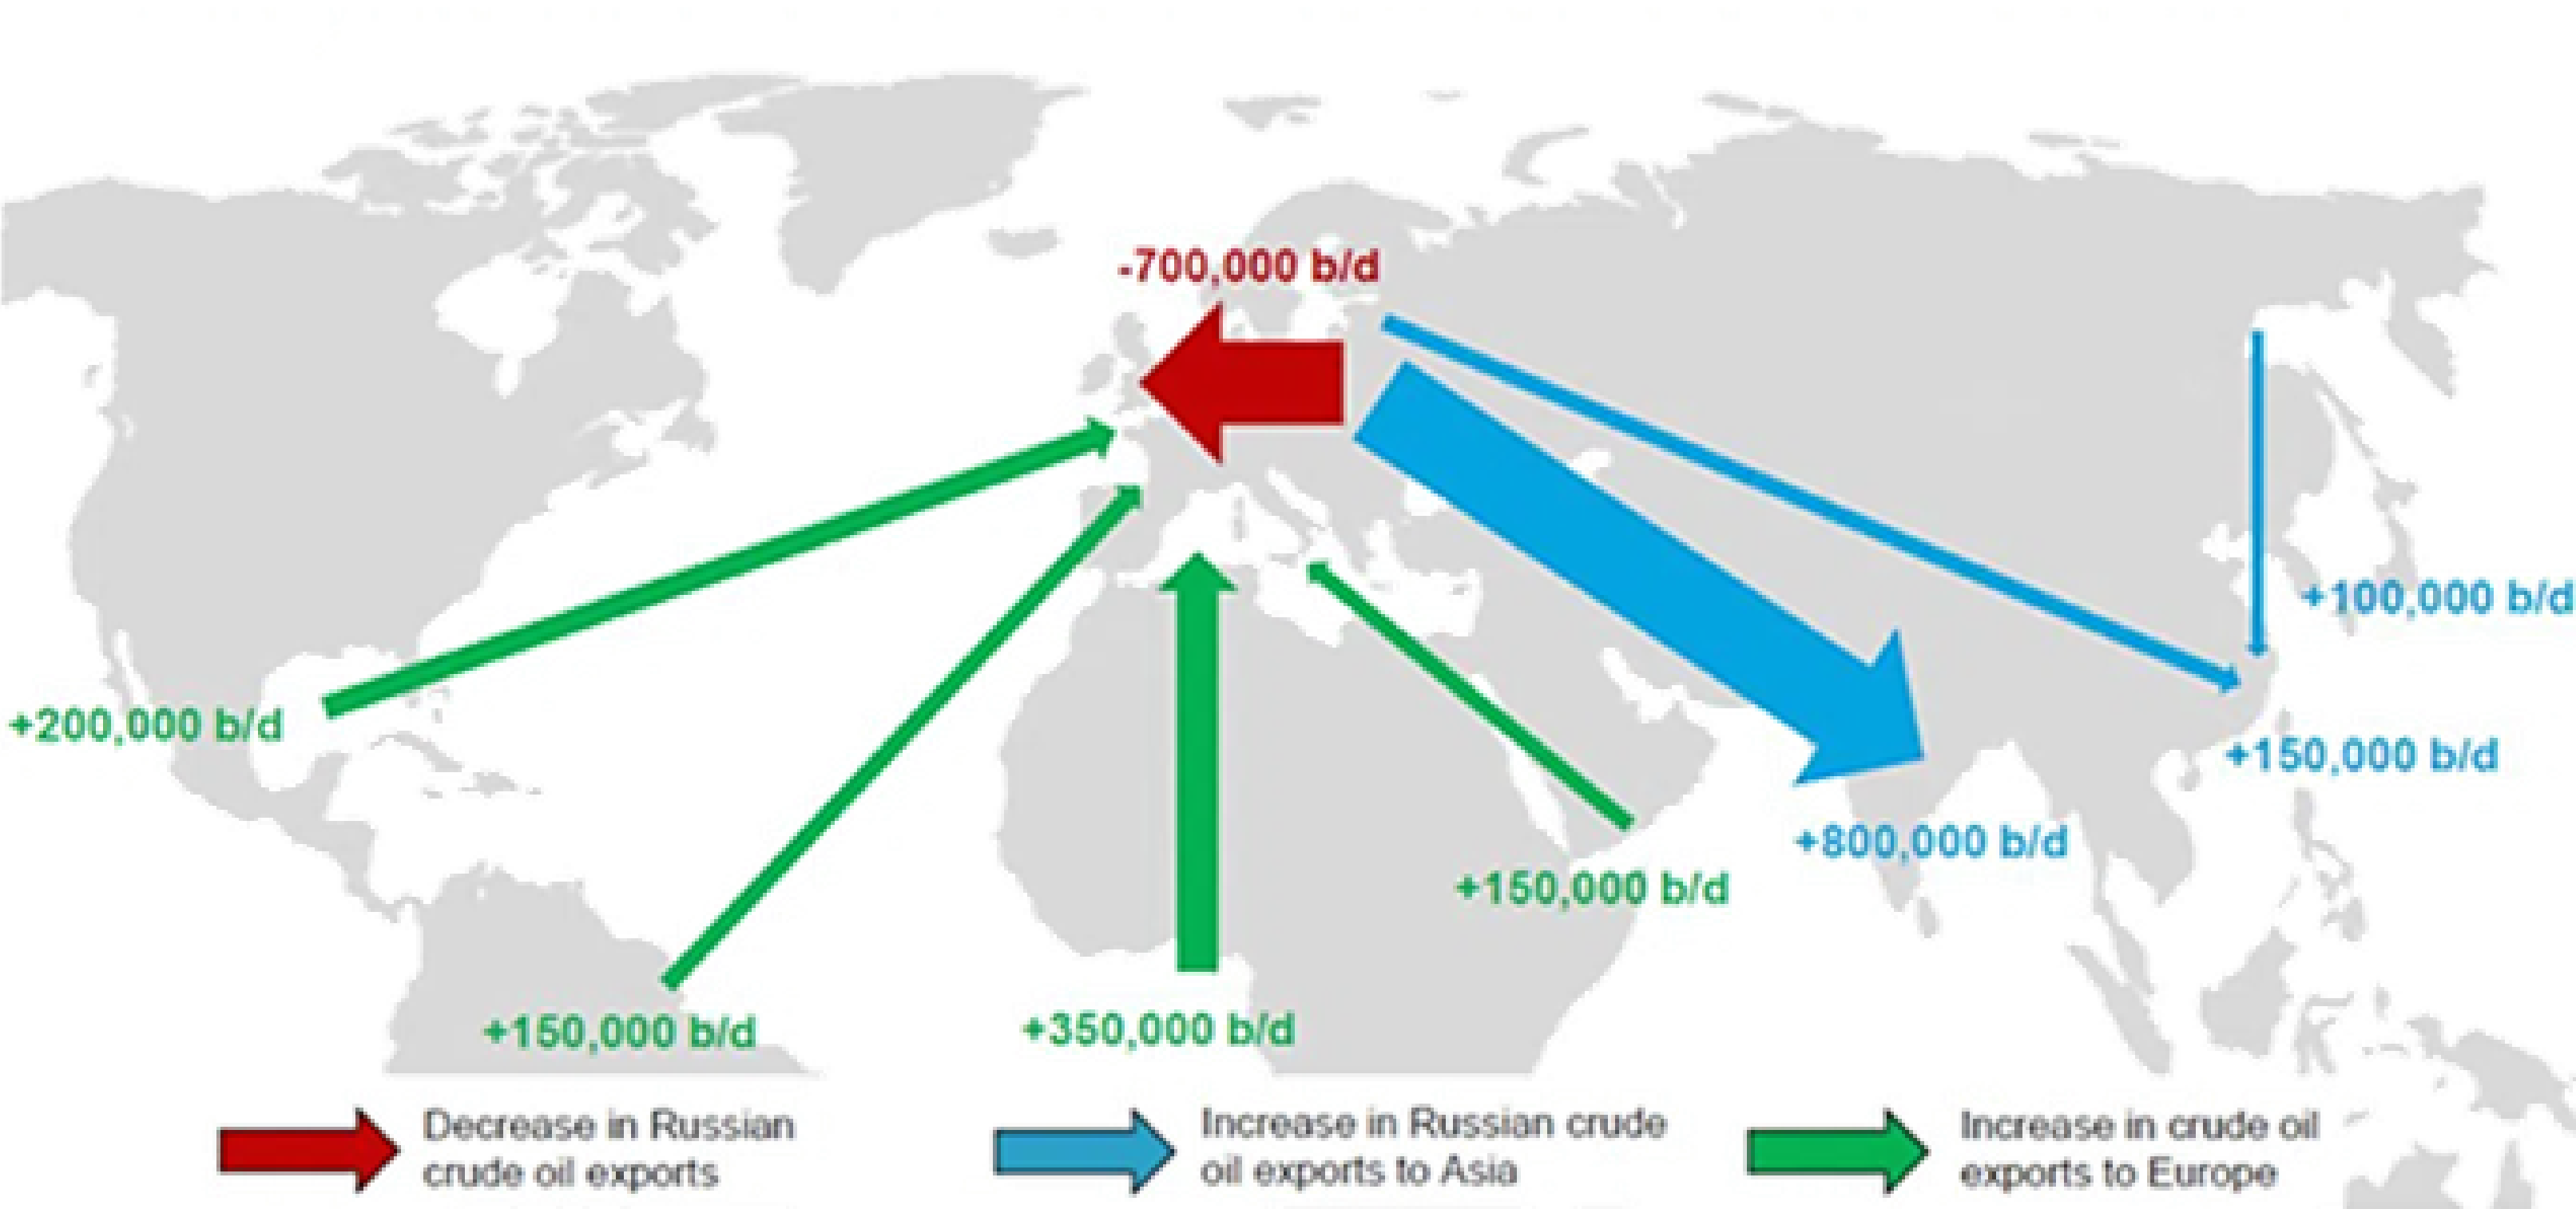 -700,000 b/d
+100,000 b/d
+200,000 b/d
+150,000 b/d
+800,000 b/d
+150,000 b/d
+150,000 b/d
+350,000 b/d
Decrease in Russian
crude oil exports
Increase in Russian crude
oil exports to Asia
Increase in crude oil
exports to Europe